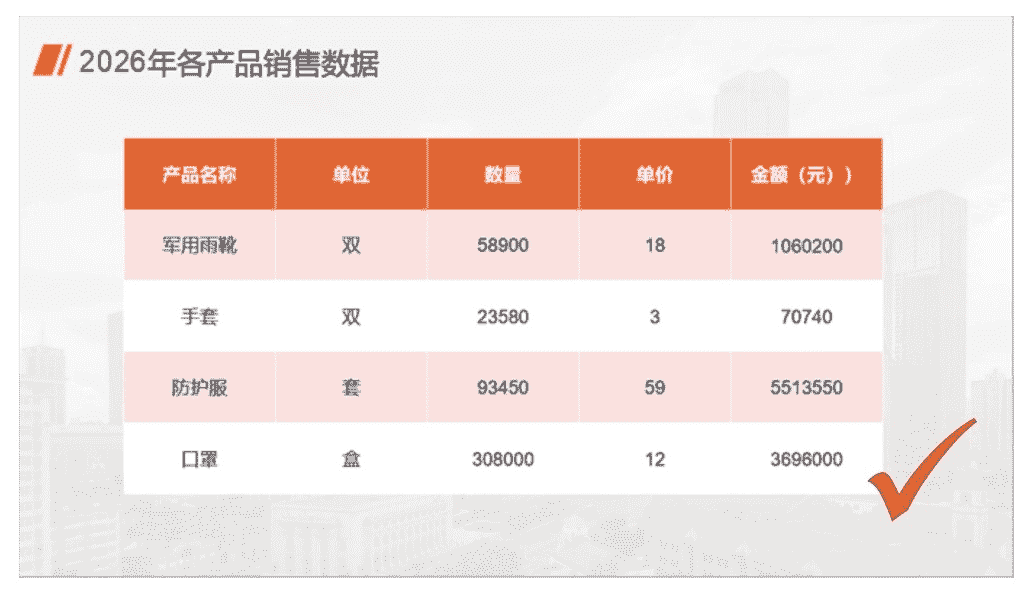 2026年各产品销售数据
产品名称 单位 数量 单价 金额（元））
军用雨靴 双 58900 18 1060200
手套 双 23580 3 70740
防护服 套 93450 59 5513550
口罩 盒 308000 12 3696000